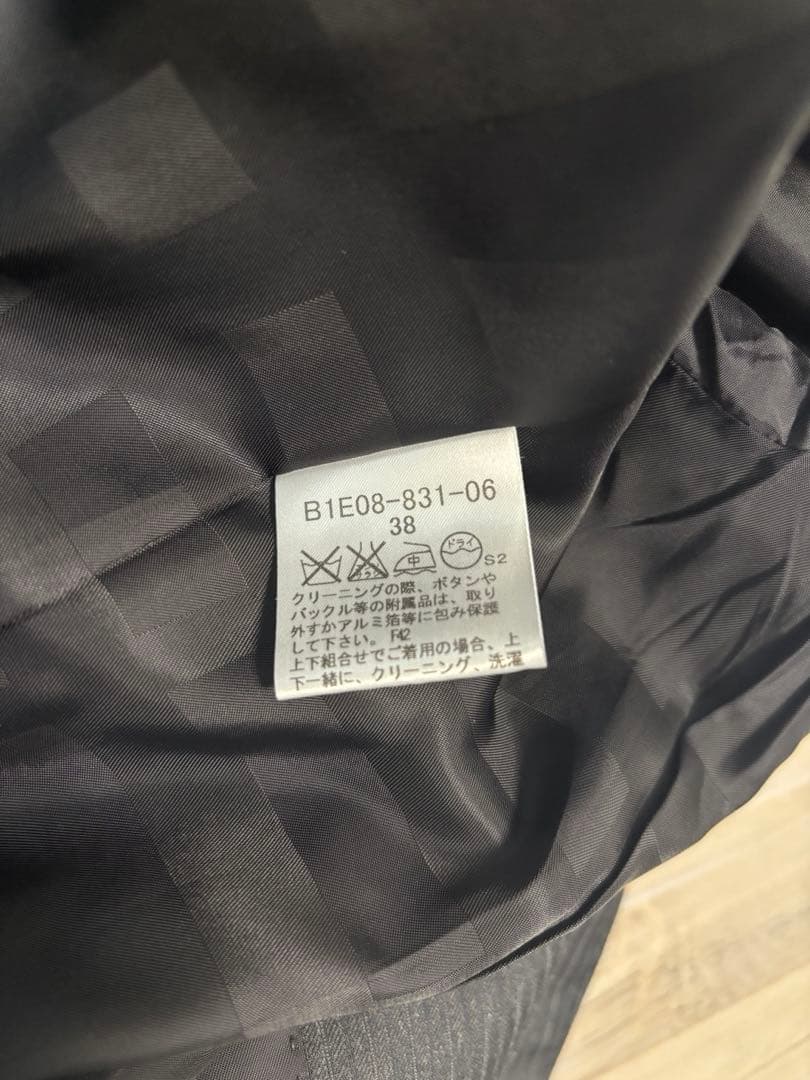 B1E08-831-06
38
中 ドライ S2
クリーニングの際、ボタンや
バックル等の附属品は、取り
外すかアルミ箔等に包み保護
して下さい。 F42
上下組合せでご着用の場合、上
下一緒に、クリーニング、洗濯